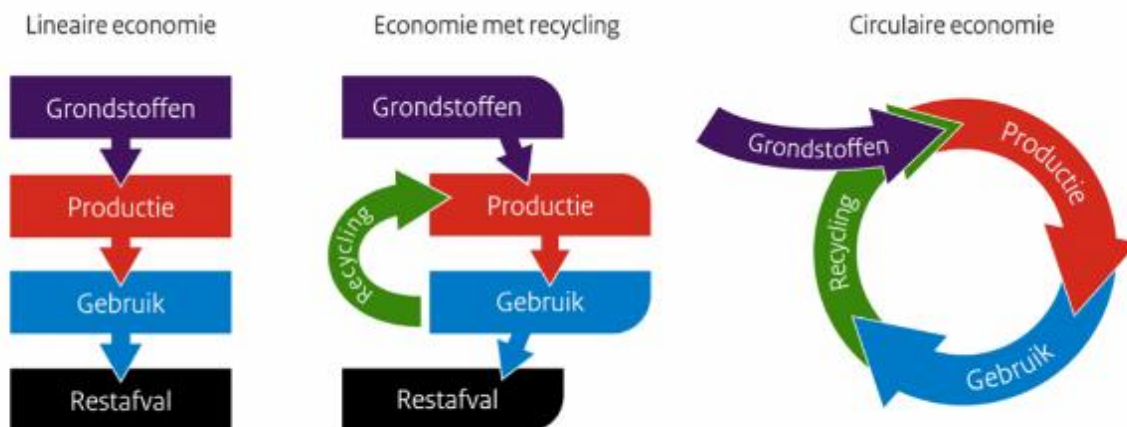 Lineaire economie
Grondstoffen
Productie
Gebruik
Restafval
Economie met recycling
Grondstoffen
Productie
Recycling
Gebruik
Restafval
Circulaire economie
Grondstoffen
Productie
Recycling
Gebruik